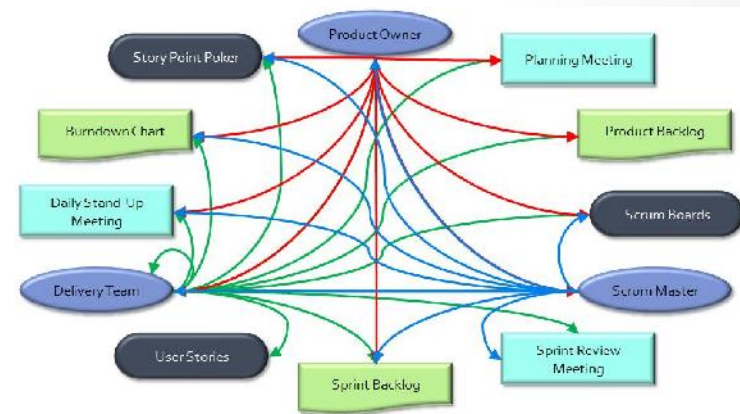 Product Owner
Story Point Poker
Planning Meeting
Burndown Chart
Product Backlog
Daily Stand-Up
Meeting
Scrum Boards
Delivery Team
Scrum Master
User Stories
Sprint Review
Meeting
Sprint Backlog